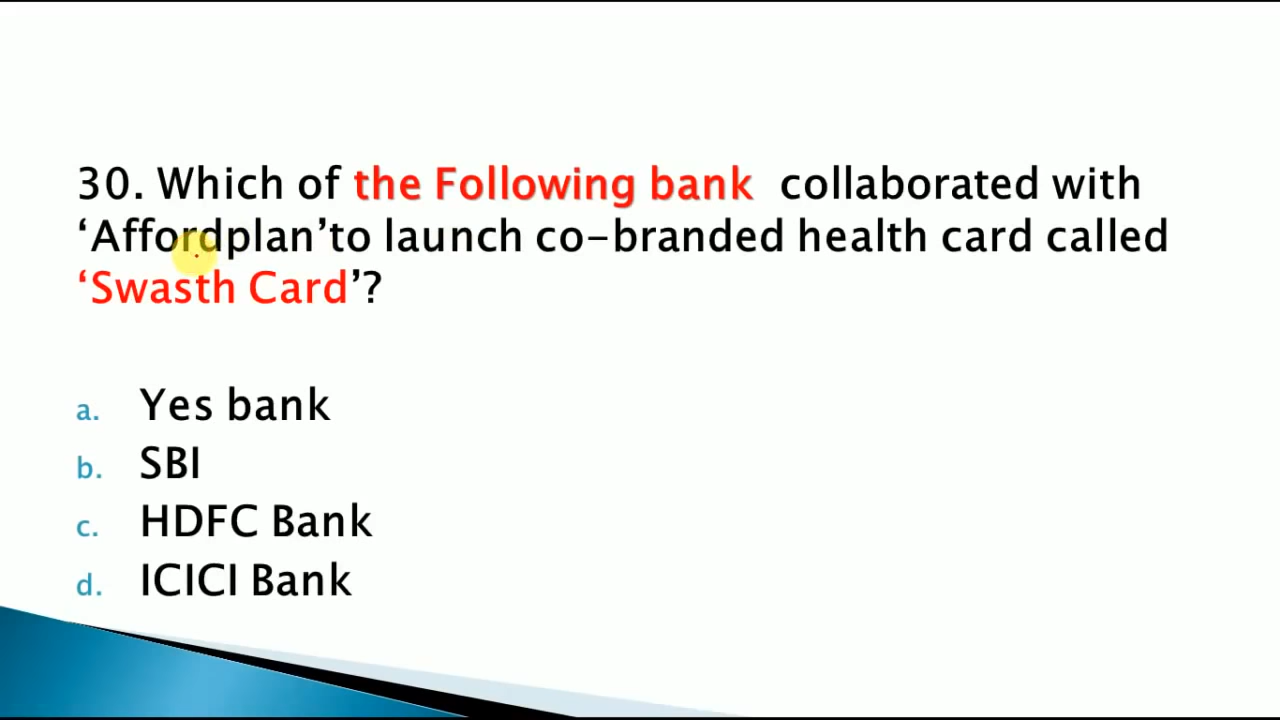 30. Which of the Following bank collaborated with
‘Affordplan’to launch co-branded health card called
‘Swasth Card’?
a. Yes bank
b. SBI
c. HDFC Bank
d. ICICI Bank